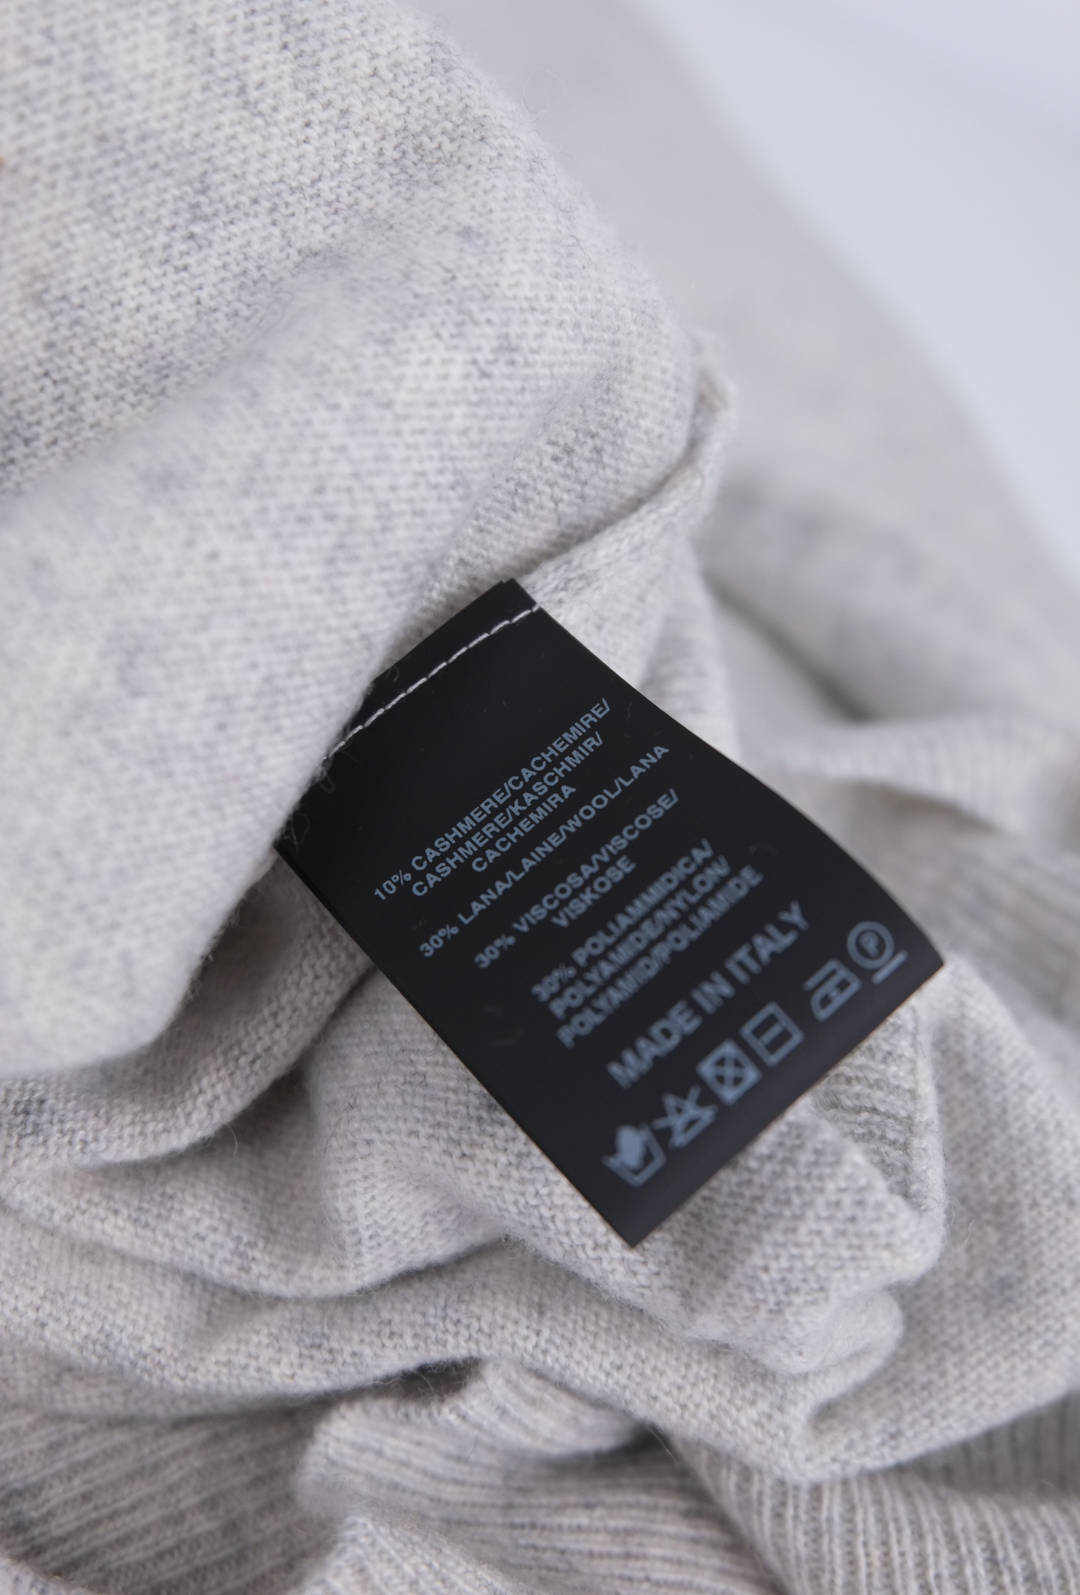 10% CASHMERE/CACHEMIRE/
CASHMERE/KASCHMIR/
CACHEMIRA
30% LANA/LAINE/WOOL/LANA
30% VISCOSA/VISCOSE/
VISKOSE
30% POLIAMMIDICA/
POLYAMIDE/NYLON/
POLYAMID/POLIAMIDE
MADE IN ITALY
P